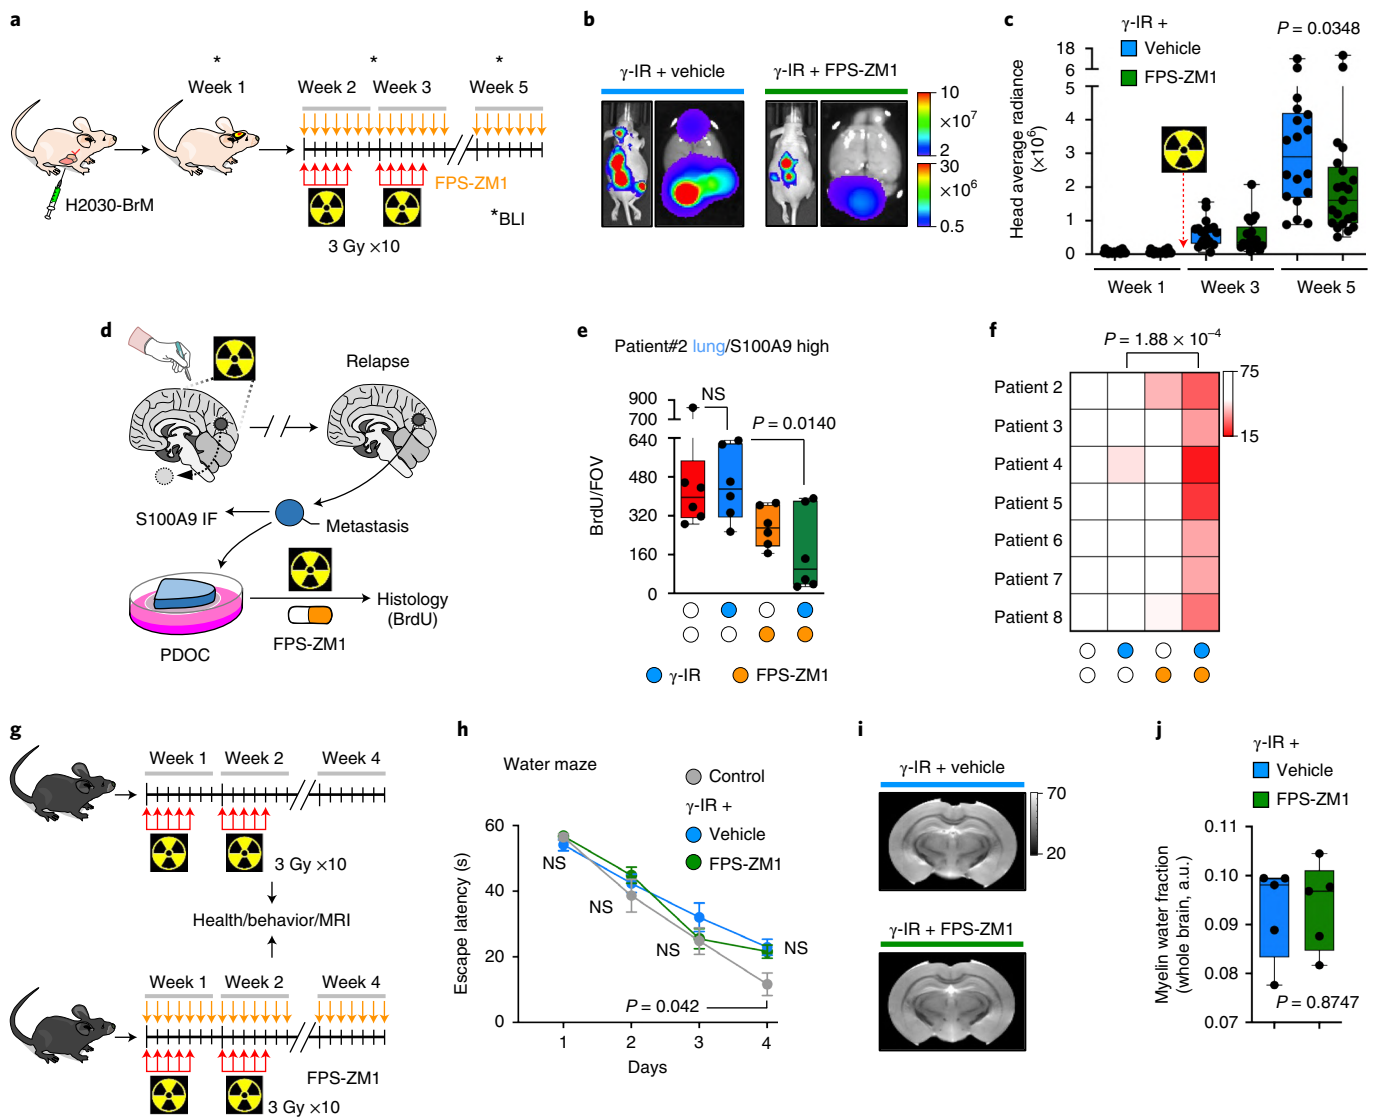 a
*
*
*
Week 1
Week 2
Week 3
Week 5
H2030-BrM
FPS-ZM1
*BLI
3 Gy ×10
b
γ-IR + vehicle
γ-IR + FPS-ZM1
10
×10⁷
2
30
×10⁶
0.5
c
γ-IR +
Vehicle
FPS-ZM1
P = 0.0348
Head average radiance
(×10⁶)
18
6
5
4
3
2
1
0
Week 1
Week 3
Week 5
d
Relapse
S100A9 IF
Metastasis
PDOC
FPS-ZM1
Histology
(BrdU)
e
Patient#2 lung/S100A9 high
NS
P = 0.0140
BrdU/FOV
900
700
640
480
320
160
0
γ-IR
FPS-ZM1
f
P = 1.88 × 10⁻⁴
75
15
Patient 2
Patient 3
Patient 4
Patient 5
Patient 6
Patient 7
Patient 8
g
Week 1
Week 2
Week 4
3 Gy ×10
Health/behavior/MRI
Week 1
Week 2
Week 4
FPS-ZM1
3 Gy ×10
h
Water maze
Control
γ-IR +
Vehicle
FPS-ZM1
Escape latency (s)
60
40
20
0
NS
NS
NS
NS
P = 0.042
1
2
3
4
Days
i
γ-IR + vehicle
70
20
γ-IR + FPS-ZM1
j
γ-IR +
Vehicle
FPS-ZM1
Myelin water fraction
(whole brain, a.u.)
0.11
0.10
0.09
0.08
0.07
P = 0.8747